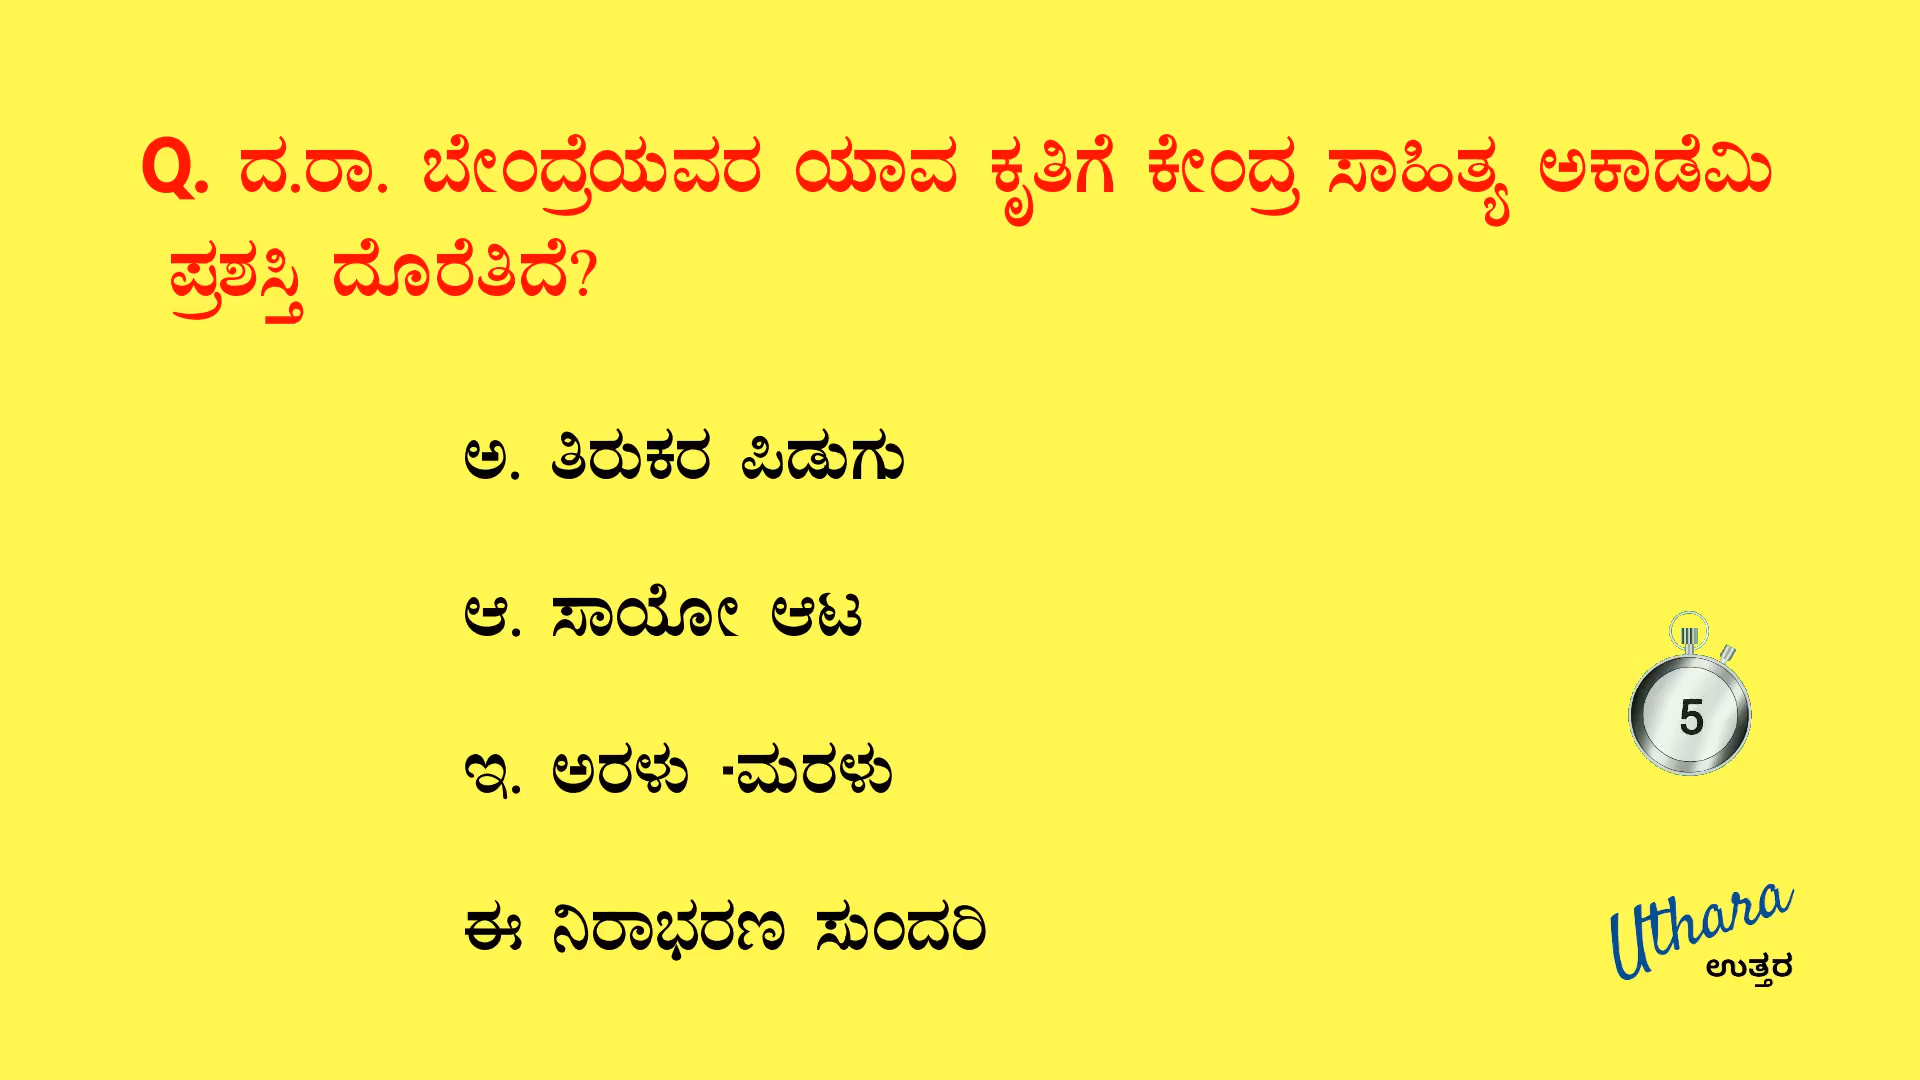 Q. ದ.ರಾ. ಬೇಂದ್ರೆಯವರ ಯಾವ ಕೃತಿಗೆ ಕೇಂದ್ರ ಸಾಹಿತ್ಯ ಅಕಾಡೆಮಿ
ಪ್ರಶಸ್ತಿ ದೊರೆತಿದೆ?
ಅ. ತಿರುಕರ ಪಿಡುಗು
ಆ. ಸಾಯೋ ಆಟ
ಇ. ಅರಳು -ಮರಳು
ಈ ನಿರಾಭರಣ ಸುಂದರಿ
5
Uthara
ಉತ್ತರ